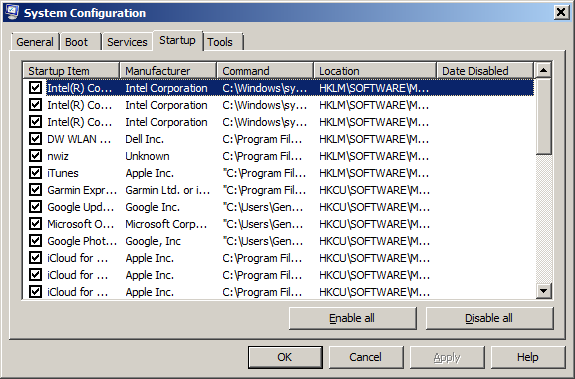 System Configuration
General Boot Services Startup Tools
Startup Item Manufacturer Command Location Date Disabled
Intel(R) Co... Intel Corporation C:\Windows\sy... HKLM\SOFTWARE\M...
Intel(R) Co... Intel Corporation C:\Windows\sy... HKLM\SOFTWARE\M...
Intel(R) Co... Intel Corporation C:\Windows\sy... HKLM\SOFTWARE\M...
DW WLAN ... Dell Inc. C:\Program Fil... HKLM\SOFTWARE\M...
nwiz Unknown C:\Program Fil... HKLM\SOFTWARE\M...
iTunes Apple Inc. "C:\Program Fil... HKLM\SOFTWARE\M...
Garmin Expr... Garmin Ltd. or i... "C:\Program Fil... HKCU\SOFTWARE\M...
Google Upd... Google Inc. "C:\Users\Gen... HKCU\SOFTWARE\M...
Microsoft O... Microsoft Corp... "C:\Users\Gen... HKCU\SOFTWARE\M...
Google Phot... Google, Inc "C:\Users\Gen... HKCU\SOFTWARE\M...
iCloud for ... Apple Inc. C:\Program Fil... HKCU\SOFTWARE\M...
iCloud for ... Apple Inc. C:\Program Fil... HKCU\SOFTWARE\M...
iCloud for ... Apple Inc. C:\Program Fil... HKCU\SOFTWARE\M...
Enable all Disable all
OK Cancel Apply Help